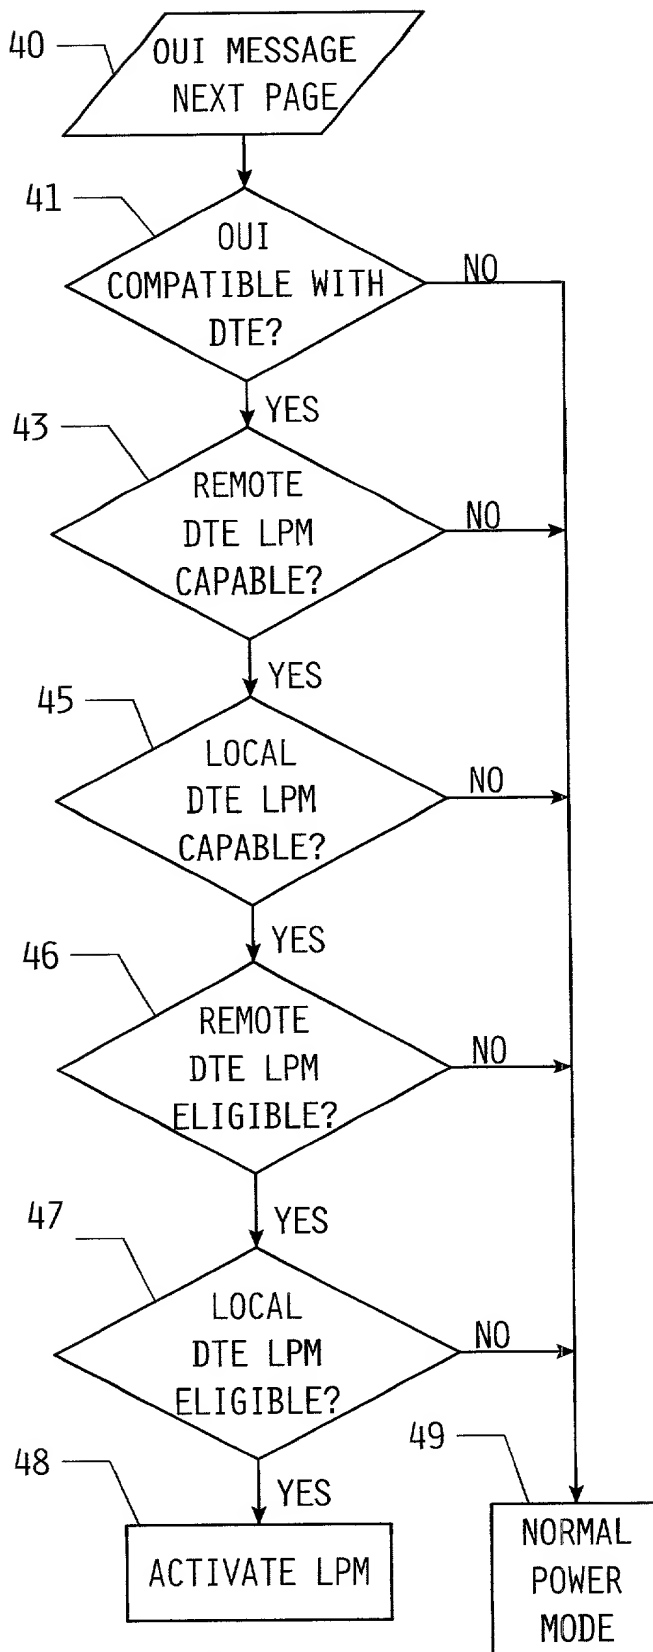 40
OUI MESSAGE
NEXT PAGE
41
OUI
COMPATIBLE WITH
DTE?
NO
YES
43
REMOTE
DTE LPM
CAPABLE?
NO
YES
45
LOCAL
DTE LPM
CAPABLE?
NO
YES
46
REMOTE
DTE LPM
ELIGIBLE?
NO
YES
47
LOCAL
DTE LPM
ELIGIBLE?
NO
YES
48
ACTIVATE LPM
49
NORMAL
POWER
MODE